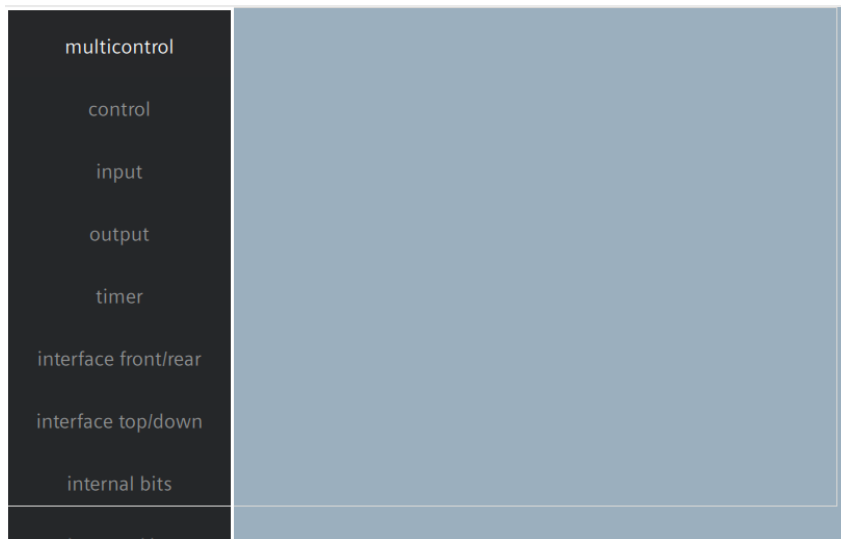 multicontrol
control
input
output
timer
interface front/rear
interface top/down
internal bits